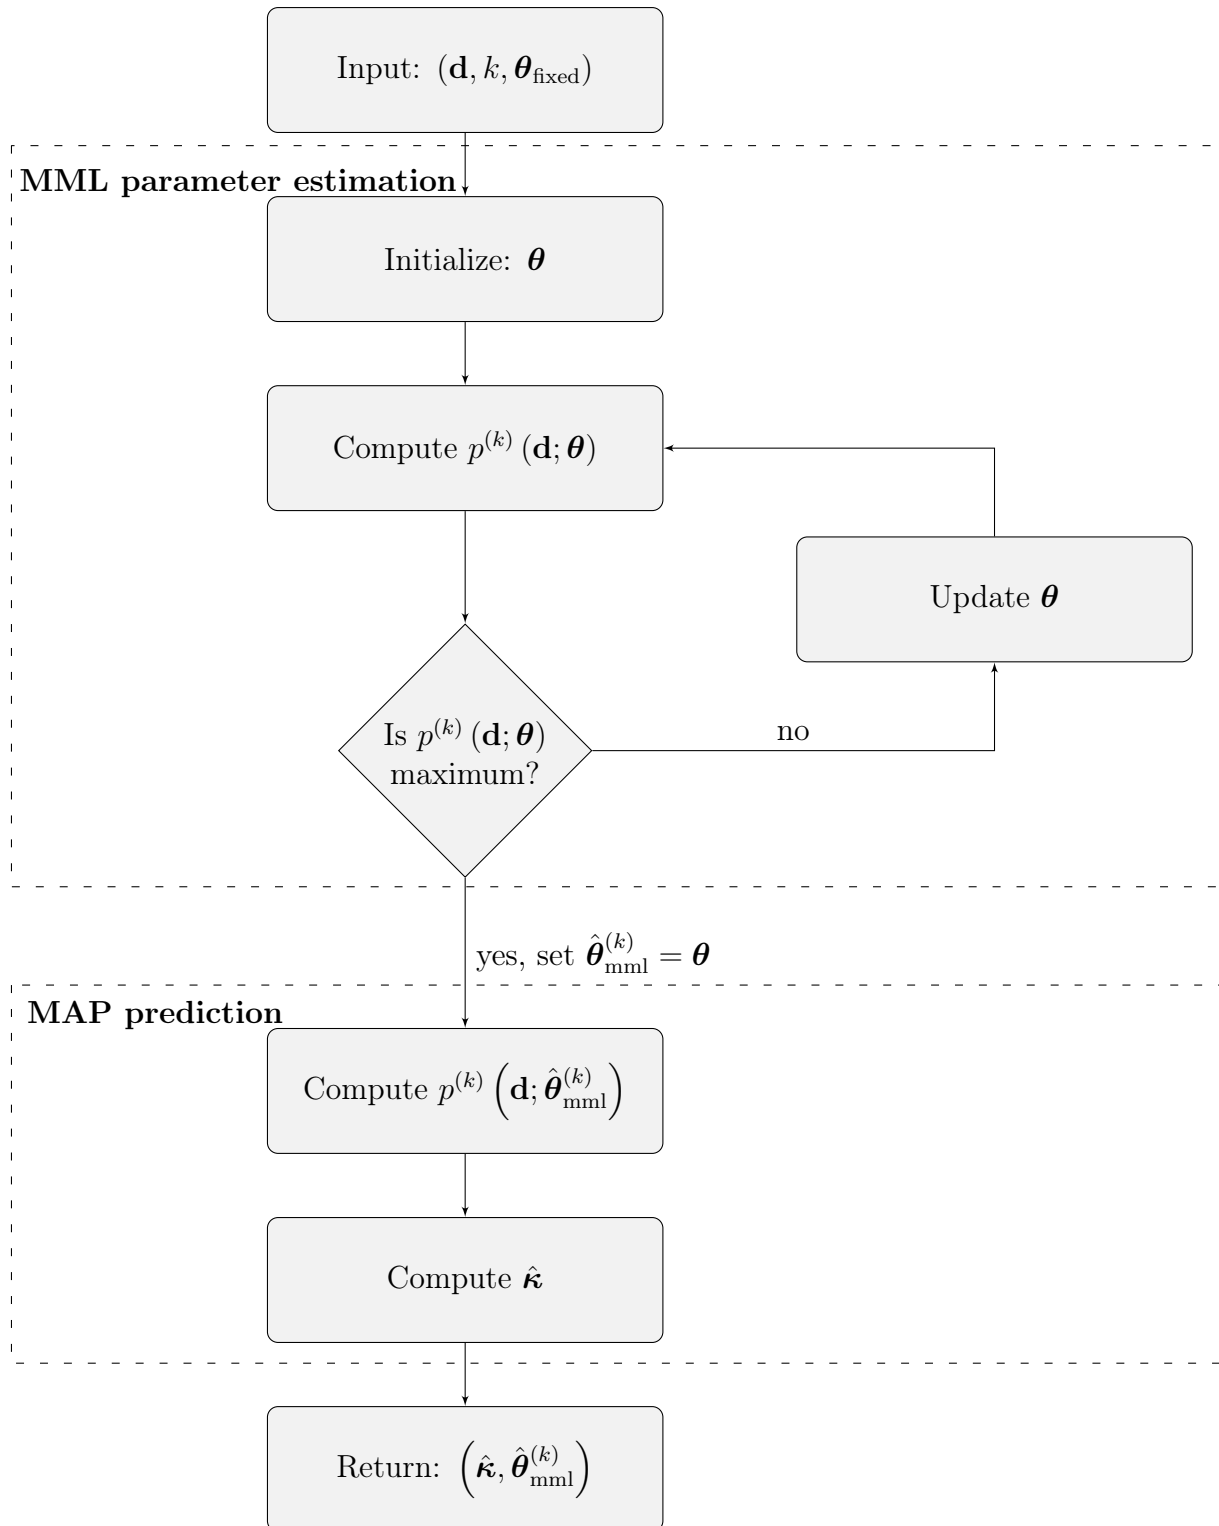 Input: (𝐝, k, 𝜽_fixed)
MML parameter estimation
Initialize: 𝜽
Compute p^(k) (𝐝; 𝜽)
Update 𝜽
Is p^(k) (𝐝; 𝜽)
maximum?
no
yes, set 𝜽̂_mml^(k) = 𝜽
MAP prediction
Compute p^(k) (𝐝; 𝜽̂_mml^(k))
Compute 𝜿̂
Return: (𝜿̂, 𝜽̂_mml^(k))